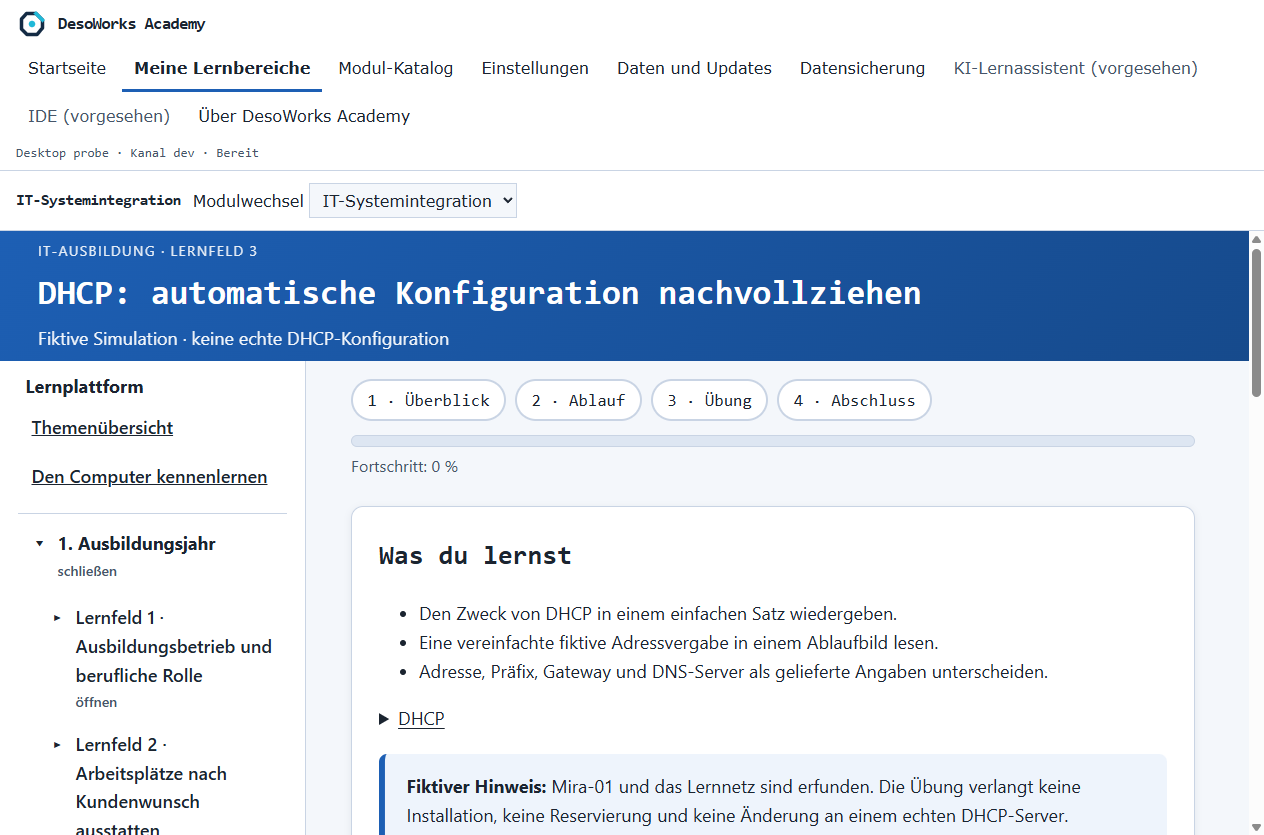 DesoWorks Academy
Startseite Meine Lernbereiche Modul-Katalog Einstellungen Daten und Updates Datensicherung KI-Lernassistent (vorgesehen)
IDE (vorgesehen) Über DesoWorks Academy
Desktop probe · Kanal dev · Bereit
IT-Systemintegration Modulwechsel IT-Systemintegration
IT-AUSBILDUNG · LERNFELD 3
DHCP: automatische Konfiguration nachvollziehen
Fiktive Simulation · keine echte DHCP-Konfiguration
Lernplattform
Themenübersicht
Den Computer kennenlernen
1. Ausbildungsjahr
schließen
Lernfeld 1 ·
Ausbildungsbetrieb und
berufliche Rolle
öffnen
Lernfeld 2 ·
Arbeitsplätze nach
Kundenwunsch
ausstatten
1 · Überblick 2 · Ablauf 3 · Übung 4 · Abschluss
Fortschritt: 0 %
Was du lernst
• Den Zweck von DHCP in einem einfachen Satz wiedergeben.
• Eine vereinfachte fiktive Adressvergabe in einem Ablaufbild lesen.
• Adresse, Präfix, Gateway und DNS-Server als gelieferte Angaben unterscheiden.
DHCP
Fiktiver Hinweis: Mira-01 und das Lernnetz sind erfunden. Die Übung verlangt keine
Installation, keine Reservierung und keine Änderung an einem echten DHCP-Server.